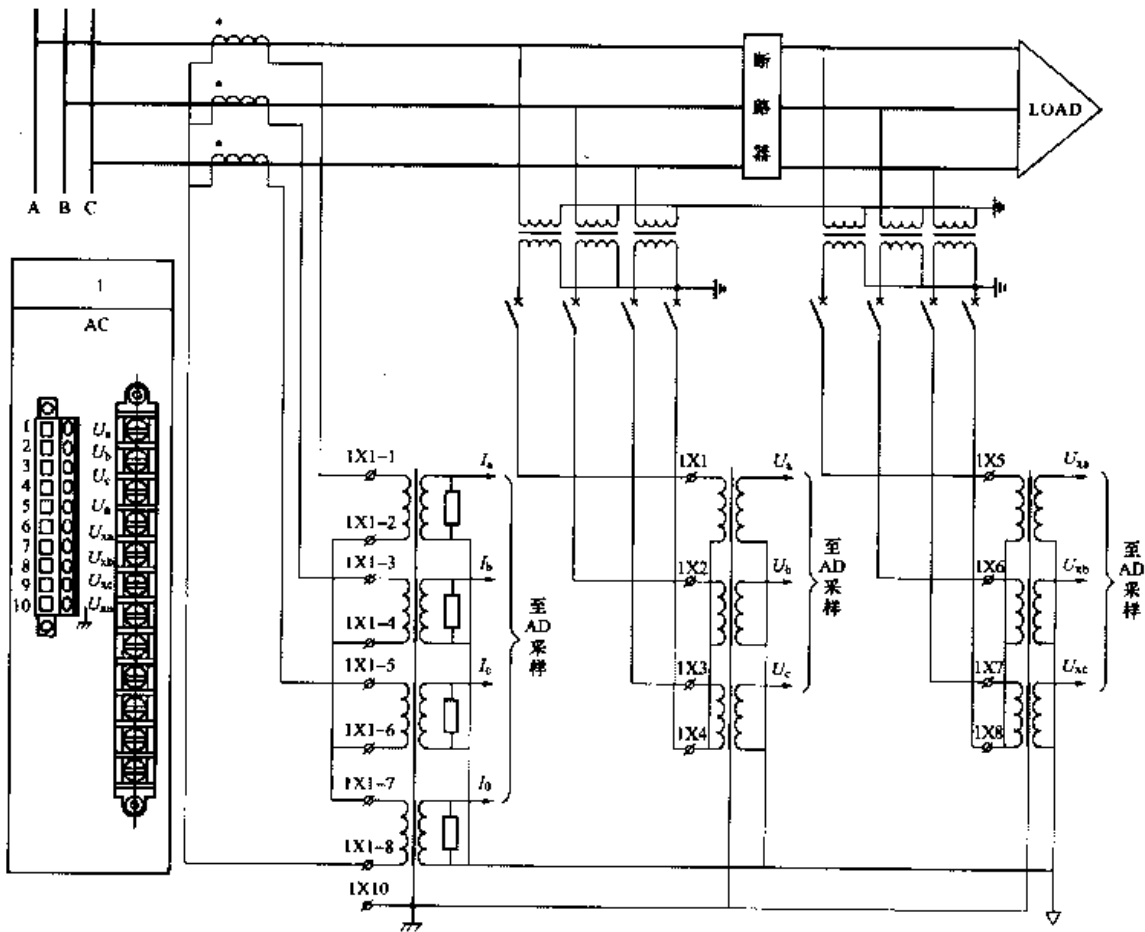 断
路
器
LOAD
A B C
1
AC
1
2
3
4
5
6
7
8
9
10
Ua
Ub
Uc
Un
Uxa
Uxb
Uxc
Uxn
1X1-1
1X1-2
1X1-3
1X1-4
1X1-5
1X1-6
1X1-7
1X1-8
1X10
Ia
Ib
Ic
I0
至
AD
采
样
1X1
1X2
1X3
1X4
Ua
Ub
Uc
至
AD
采
样
1X5
1X6
1X7
1X8
Uxa
Uxb
Uxc
至
AD
采
样